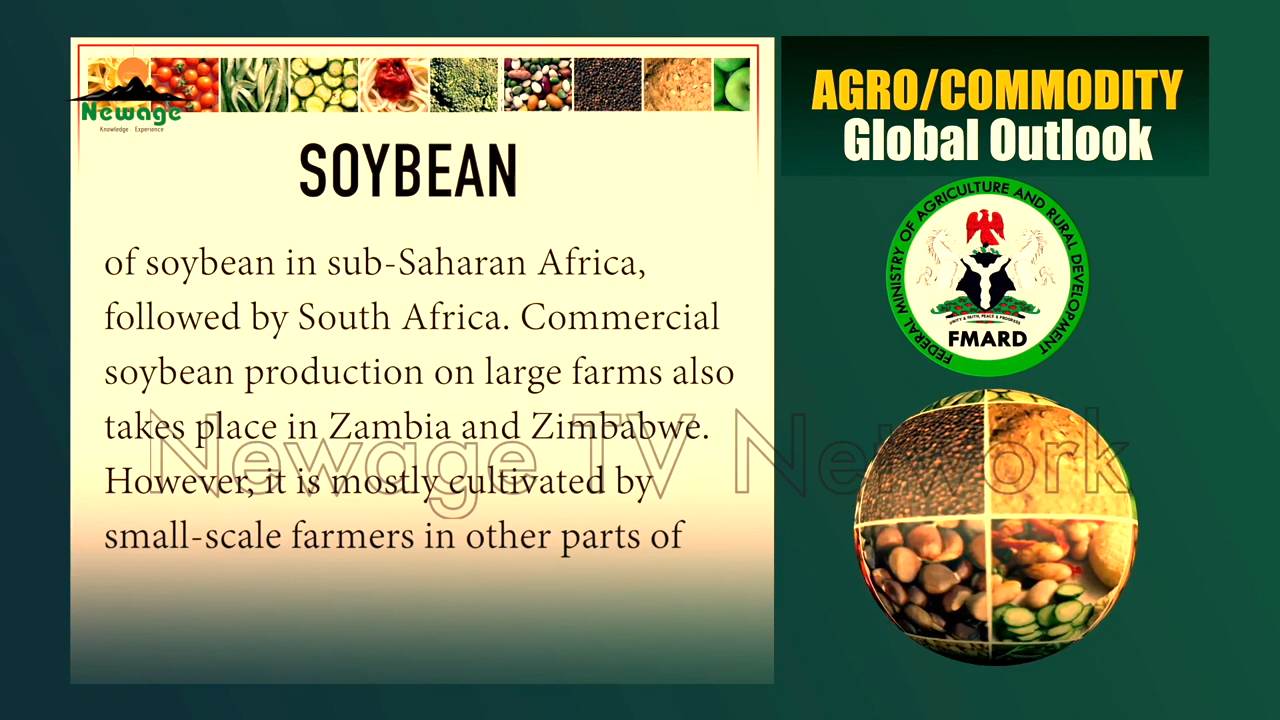 Newage
Knowledge Experience
SOYBEAN
of soybean in sub-Saharan Africa,
followed by South Africa. Commercial
soybean production on large farms also
takes place in Zambia and Zimbabwe.
However, it is mostly cultivated by
small-scale farmers in other parts of
Newage TV Network
AGRO/COMMODITY
Global Outlook
FEDERAL MINISTRY OF AGRICULTURE AND RURAL DEVELOPMENT
UNITY & FAITH, PEACE & PROGRESS
FMARD